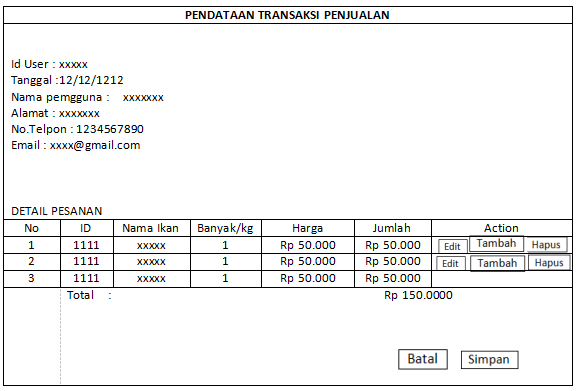 PENDATAAN TRANSAKSI PENJUALAN
Id User : xxxxx
Tanggal :12/12/1212
Nama pemgguna : xxxxxxx
Alamat : xxxxxxx
No.Telpon : 1234567890
Email : xxxx@gmail.com
DETAIL PESANAN
No ID Nama Ikan Banyak/kg Harga Jumlah Action
1 1111 xxxxx 1 Rp 50.000 Rp 50.000 Edit Tambah Hapus
2 1111 xxxxx 1 Rp 50.000 Rp 50.000 Edit Tambah Hapus
3 1111 xxxxx 1 Rp 50.000 Rp 50.000
Total : Rp 150.0000
Batal Simpan